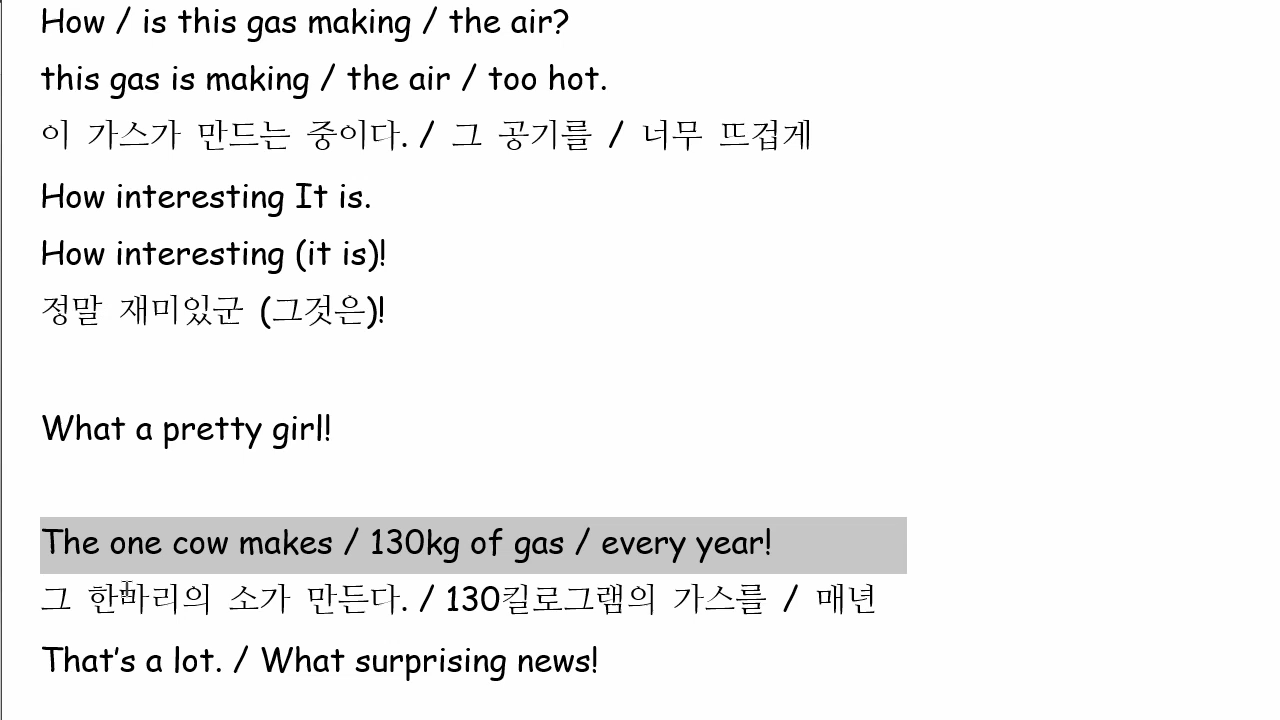 How / is this gas making / the air?
this gas is making / the air / too hot.
이 가스가 만드는 중이다. / 그 공기를 / 너무 뜨겁게
How interesting It is.
How interesting (it is)!
정말 재미있군 (그것은)!
What a pretty girl!
The one cow makes / 130kg of gas / every year!
그 한마리의 소가 만든다. / 130킬로그램의 가스를 / 매년
That's a lot. / What surprising news!